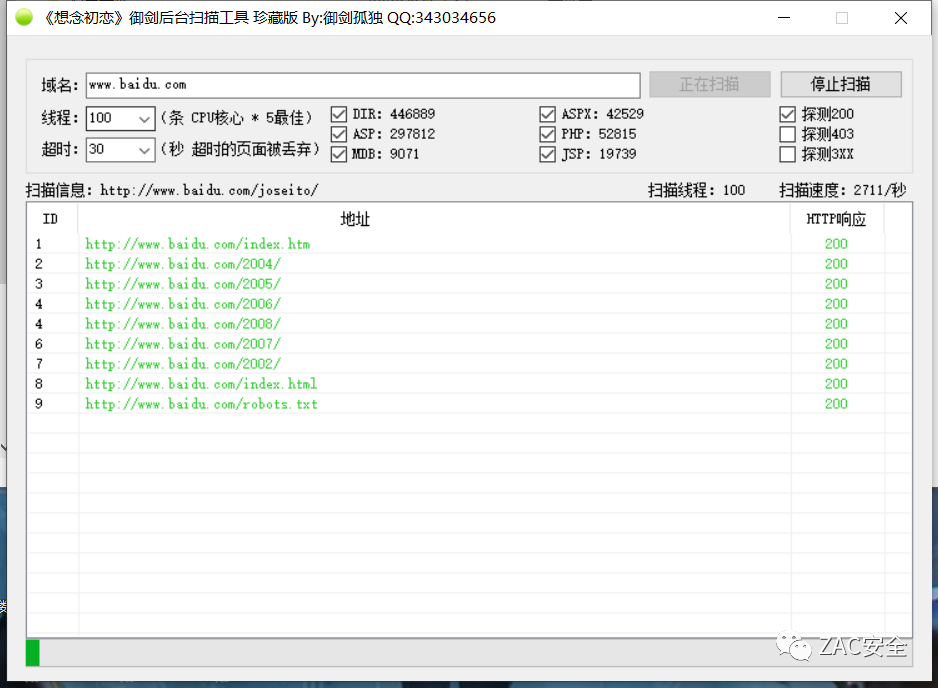 《想念初恋》御剑后台扫描工具 珍藏版 By:御剑孤独 QQ:343034656
域名： www.baidu.com 正在扫描 停止扫描
线程： 100 (条 CPU核心 * 5最佳) DIR: 446889 ASPX: 42529 探测200
ASP: 297812 PHP: 52815 探测403
超时： 30 (秒 超时的页面被丢弃) MDB: 9071 JSP: 19739 探测3XX
扫描信息：http://www.baidu.com/joseito/ 扫描线程：100 扫描速度：2711/秒
ID 地址 HTTP响应
1 http://www.baidu.com/index.htm 200
2 http://www.baidu.com/2004/ 200
3 http://www.baidu.com/2005/ 200
4 http://www.baidu.com/2006/ 200
4 http://www.baidu.com/2008/ 200
6 http://www.baidu.com/2007/ 200
7 http://www.baidu.com/2002/ 200
8 http://www.baidu.com/index.html 200
9 http://www.baidu.com/robots.txt 200
ZAC安全